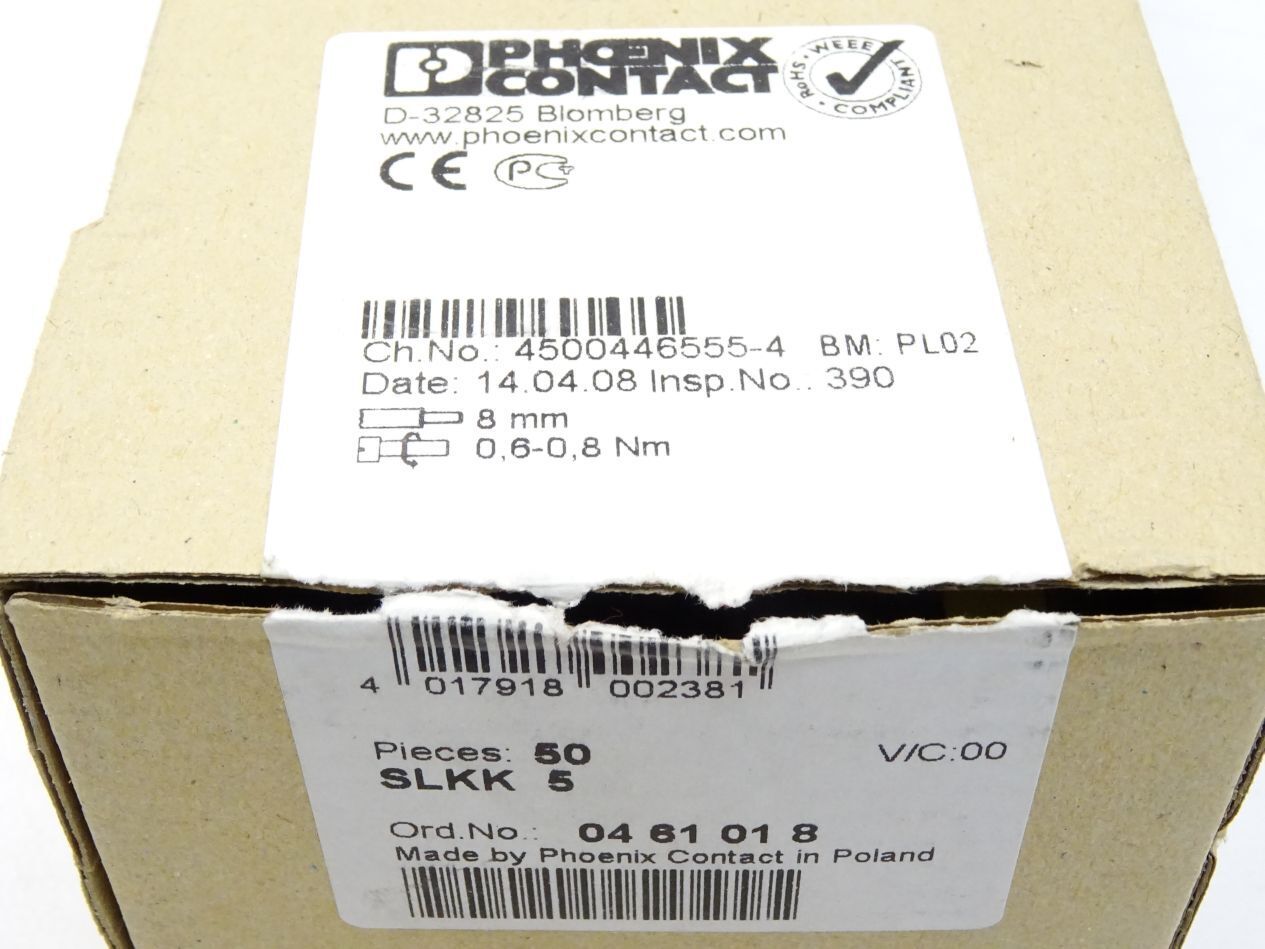 PHOENIX
CONTACT
RoHS • WEEE • COMPLIANT
D-32825 Blomberg
www.phoenixcontact.com
CE PC
Ch.No.: 4500446555-4 BM: PL02
Date: 14.04.08 Insp.No.: 390
8 mm
0,6-0,8 Nm
4 017918 002381
Pieces: 50 V/C:00
SLKK 5
Ord.No.: 04 61 01 8
Made by Phoenix Contact in Poland